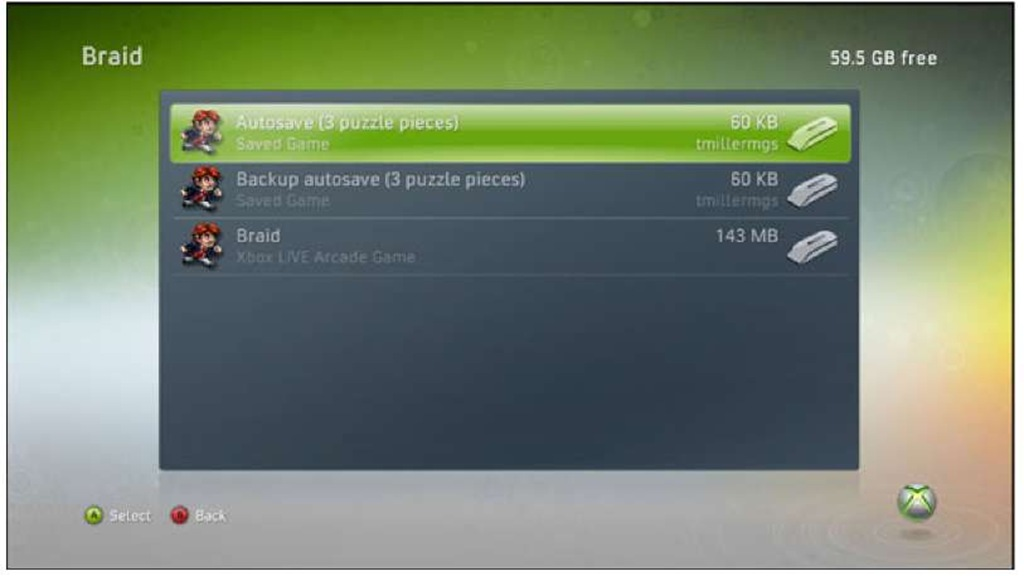 Braid
59.5 GB free
Autosave (3 puzzle pieces) 60 KB
Saved Game tmillermgs
Backup autosave (3 puzzle pieces) 60 KB
Saved Game tmillermgs
Braid 143 MB
Xbox LIVE Arcade Game
A Select B Back